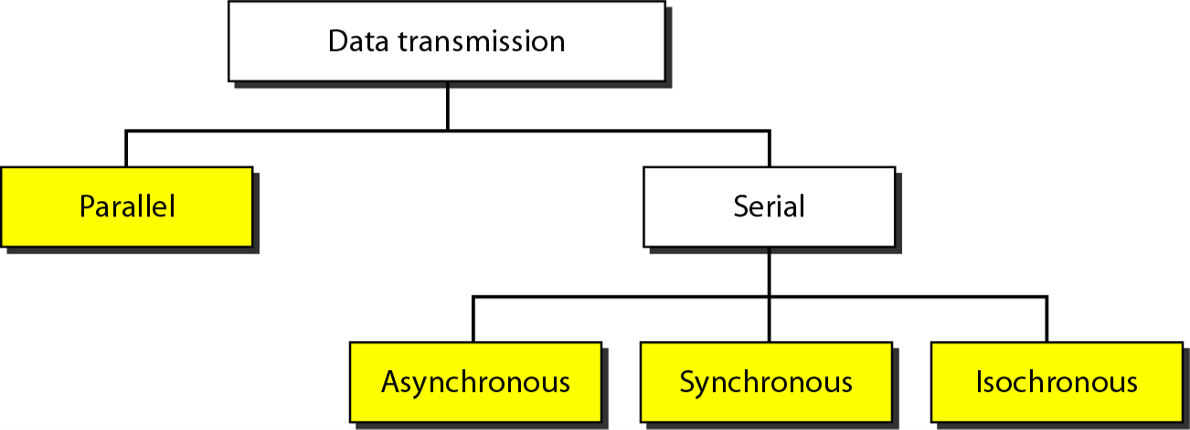 Data transmission
Parallel
Serial
Asynchronous
Synchronous
Isochronous